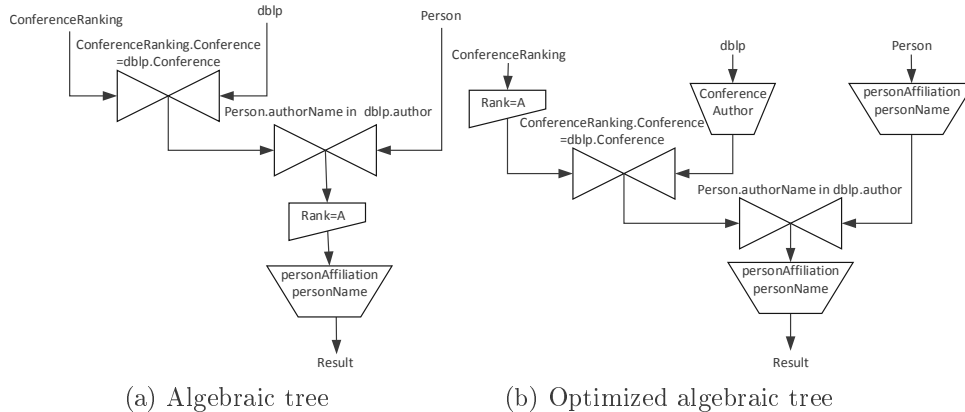 ConferenceRanking
dblp
Person
ConferenceRanking.Conference
=dblp.Conference
Person.authorName in dblp.author
Rank=A
personAffiliation
personName
Result
(a) Algebraic tree
dblp
Person
ConferenceRanking
Rank=A
Conference
Author
personAffiliation
personName
ConferenceRanking.Conference
=dblp.Conference
Person.authorName in dblp.author
personAffiliation
personName
Result
(b) Optimized algebraic tree